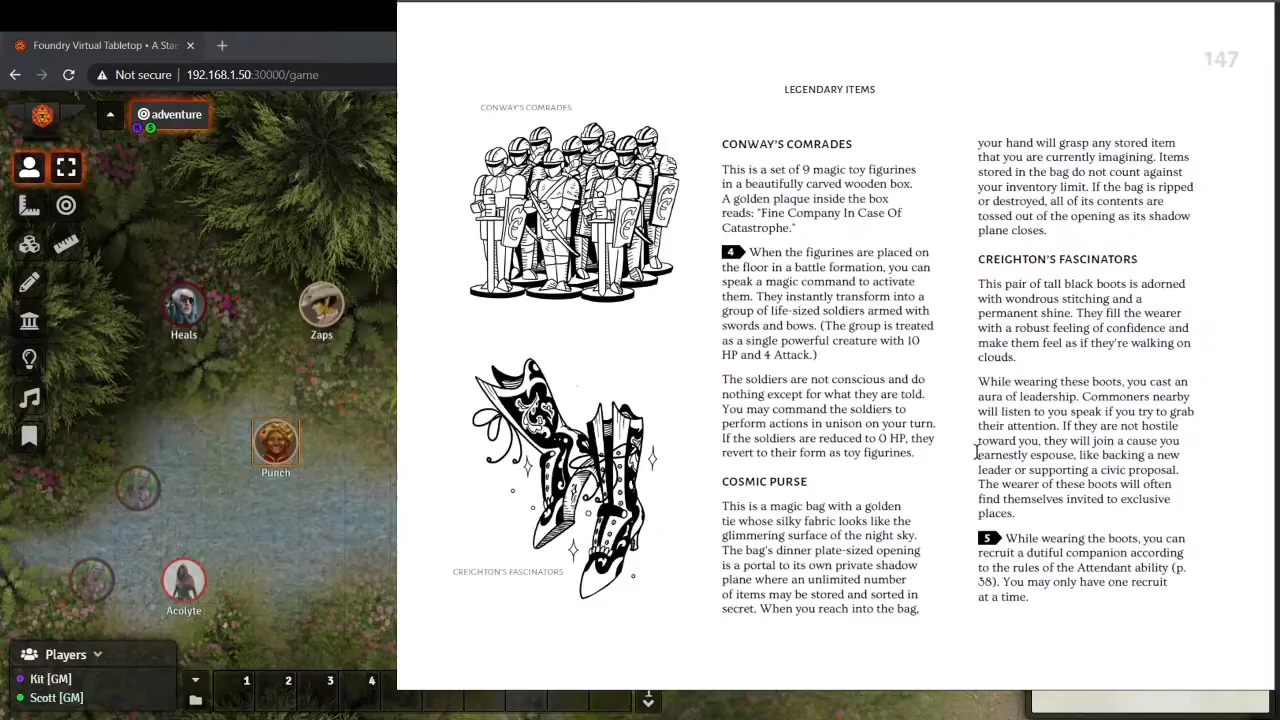 Foundry Virtual Tabletop • A Sta
Not secure
192.168.1.50:30000/game
adventure
K
S
Heals
Zaps
Punch
Acolyte
Players
Kit [GM]
Scott [GM]
1
2
3
4
147
LEGENDARY ITEMS
CONWAY'S COMRADES
CREIGHTON'S FASCINATORS
CONWAY'S COMRADES
This is a set of 9 magic toy figurines
in a beautifully carved wooden box.
A golden plaque inside the box
reads: "Fine Company In Case Of
Catastrophe."
4 When the figurines are placed on
the floor in a battle formation, you can
speak a magic command to activate
them. They instantly transform into a
group of life-sized soldiers armed with
swords and bows. (The group is treated
as a single powerful creature with 10
HP and 4 Attack.)
The soldiers are not conscious and do
nothing except for what they are told.
You may command the soldiers to
perform actions in unison on your turn.
If the soldiers are reduced to 0 HP, they
revert to their form as toy figurines.
COSMIC PURSE
This is a magic bag with a golden
tie whose silky fabric looks like the
glimmering surface of the night sky.
The bag's dinner plate-sized opening
is a portal to its own private shadow
plane where an unlimited number
of items may be stored and sorted in
secret. When you reach into the bag,
your hand will grasp any stored item
that you are currently imagining. Items
stored in the bag do not count against
your inventory limit. If the bag is ripped
or destroyed, all of its contents are
tossed out of the opening as its shadow
plane closes.
CREIGHTON'S FASCINATORS
This pair of tall black boots is adorned
with wondrous stitching and a
permanent shine. They fill the wearer
with a robust feeling of confidence and
make them feel as if they're walking on
clouds.
While wearing these boots, you cast an
aura of leadership. Commoners nearby
will listen to you speak if you try to grab
their attention. If they are not hostile
toward you, they will join a cause you
earnestly espouse, like backing a new
leader or supporting a civic proposal.
The wearer of these boots will often
find themselves invited to exclusive
places.
5 While wearing the boots, you can
recruit a dutiful companion according
to the rules of the Attendant ability (p.
38). You may only have one recruit
at a time.